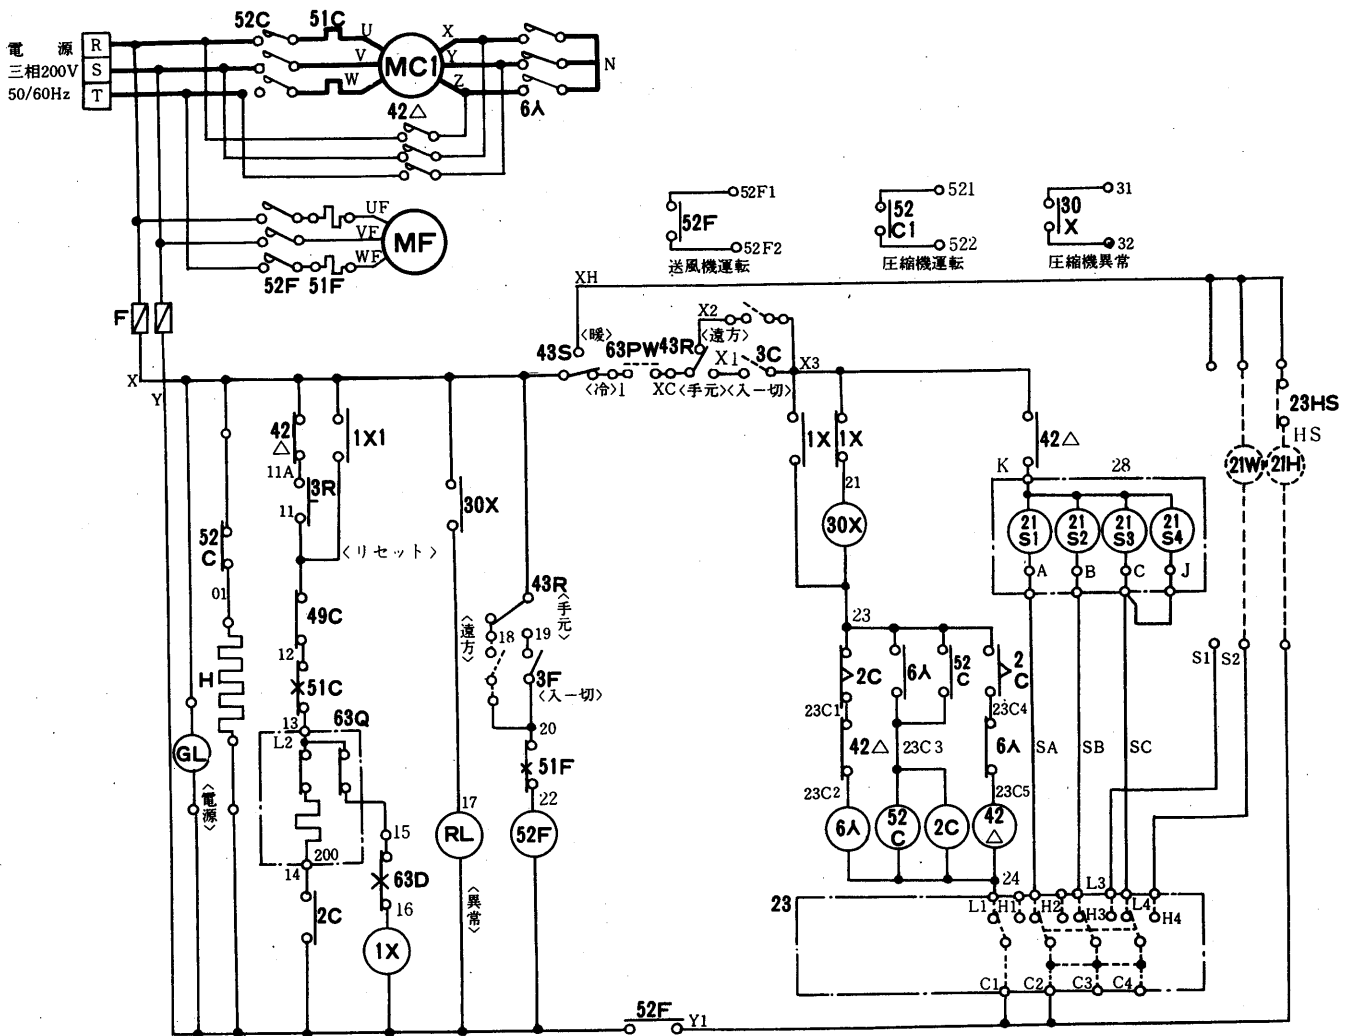 52C 51C U X
電源 R
三相200V S V MC1 Y N
50/60Hz T W Z
42△ 6人
UF
VF MF
WF
52F 51F
52F1
52F
52F2
送風機運転
521
52
C1
522
圧縮機運転
31
30
X
32
圧縮機異常
XH
F
X2
〈暖〉
〈遠方〉
43S 63PW 43R X1 3C X3
〈冷〉1 XC 〈手元〉〈入一切〉
X
Y
42
△
1X1
11A
3R
11
〈リセット〉
52
C
01
H
49C
12
51C
13
63Q
L2
GL
〈電源〉
200
14
15
63D
16
2C
1X
30X
17
RL
〈異常〉
43R
〈手元〉
〈遠方〉
18 19
3F
〈入一切〉
20
51F
22
52F
1X 1X
21
30X
23
2C 6人 52
C
2
C
23C1 23C4
42△ 23C3 6人
23C2 23C5
6人 52
C
2C 42
△
24
42△
K 28
21
S1
21
S2
21
S3
21
S4
A B C J
23HS
HS
21W 21H
S1 S2
SA SB SC
23
L1 H1 H2 H3 L3 L4 H4
C1 C2 C3 C4
52F Y1